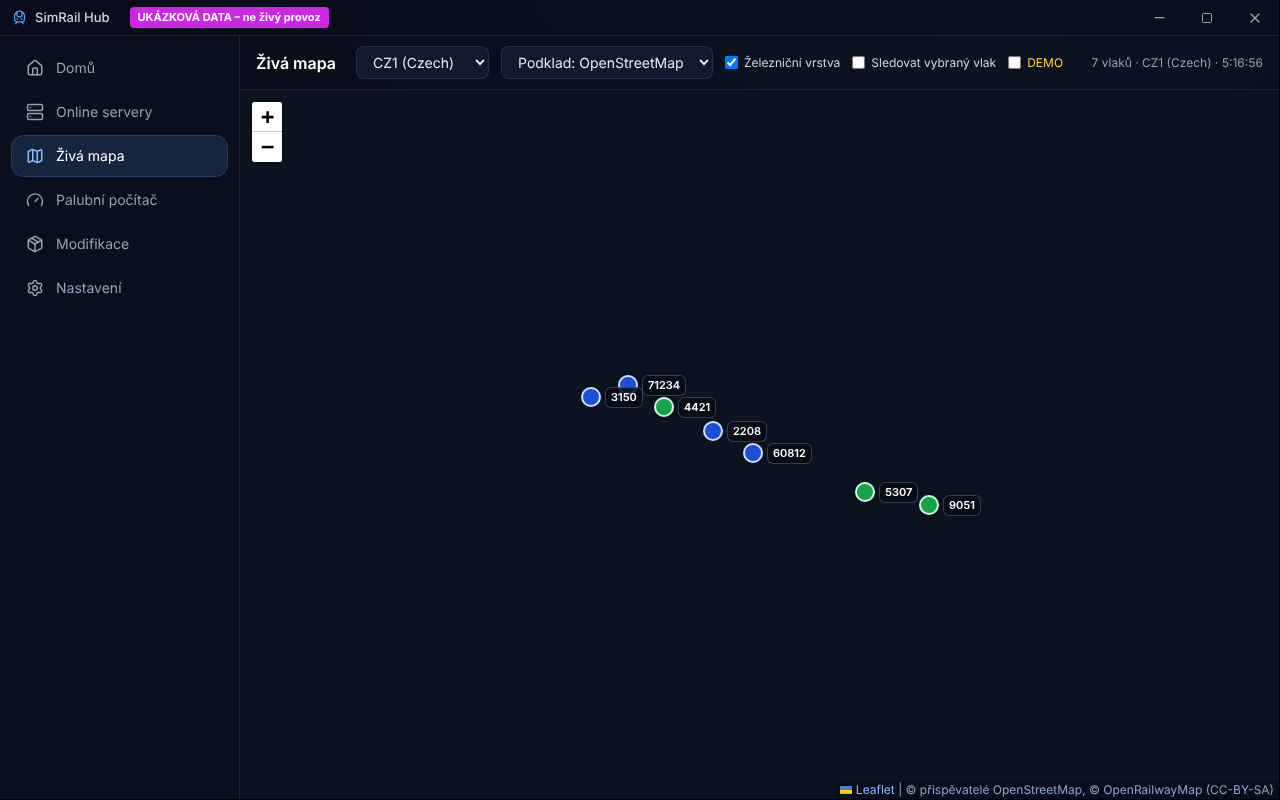 SimRail Hub
UKÁZKOVÁ DATA – ne živý provoz
Domů
Online servery
Živá mapa
Palubní počítač
Modifikace
Nastavení
Živá mapa
CZ1 (Czech)
Podklad: OpenStreetMap
Železniční vrstva
Sledovat vybraný vlak
DEMO
7 vlaků · CZ1 (Czech) · 5:16:56
+
−
71234
3150
4421
2208
60812
5307
9051
Leaflet | © přispěvatelé OpenStreetMap, © OpenRailwayMap (CC-BY-SA)